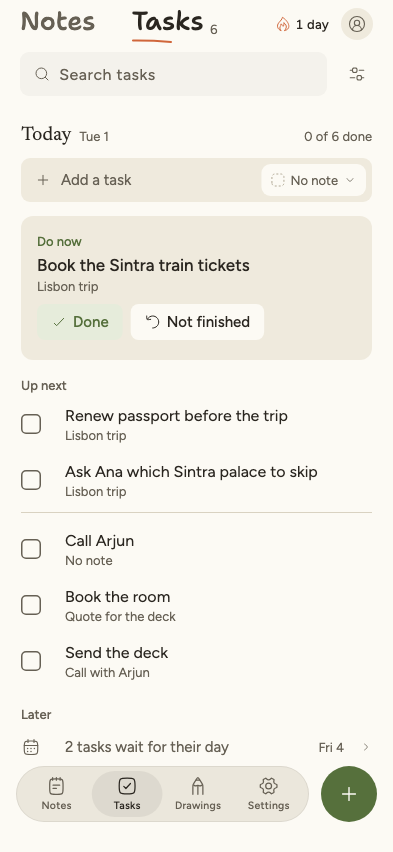 Notes
Tasks 6
1 day
Search tasks
Today Tue 1
0 of 6 done
Add a task
No note
Do now
Book the Sintra train tickets
Lisbon trip
Done
Not finished
Up next
Renew passport before the trip
Lisbon trip
Ask Ana which Sintra palace to skip
Lisbon trip
Call Arjun
No note
Book the room
Quote for the deck
Send the deck
Call with Arjun
Later
2 tasks wait for their day
Fri 4
Notes
Tasks
Drawings
Settings